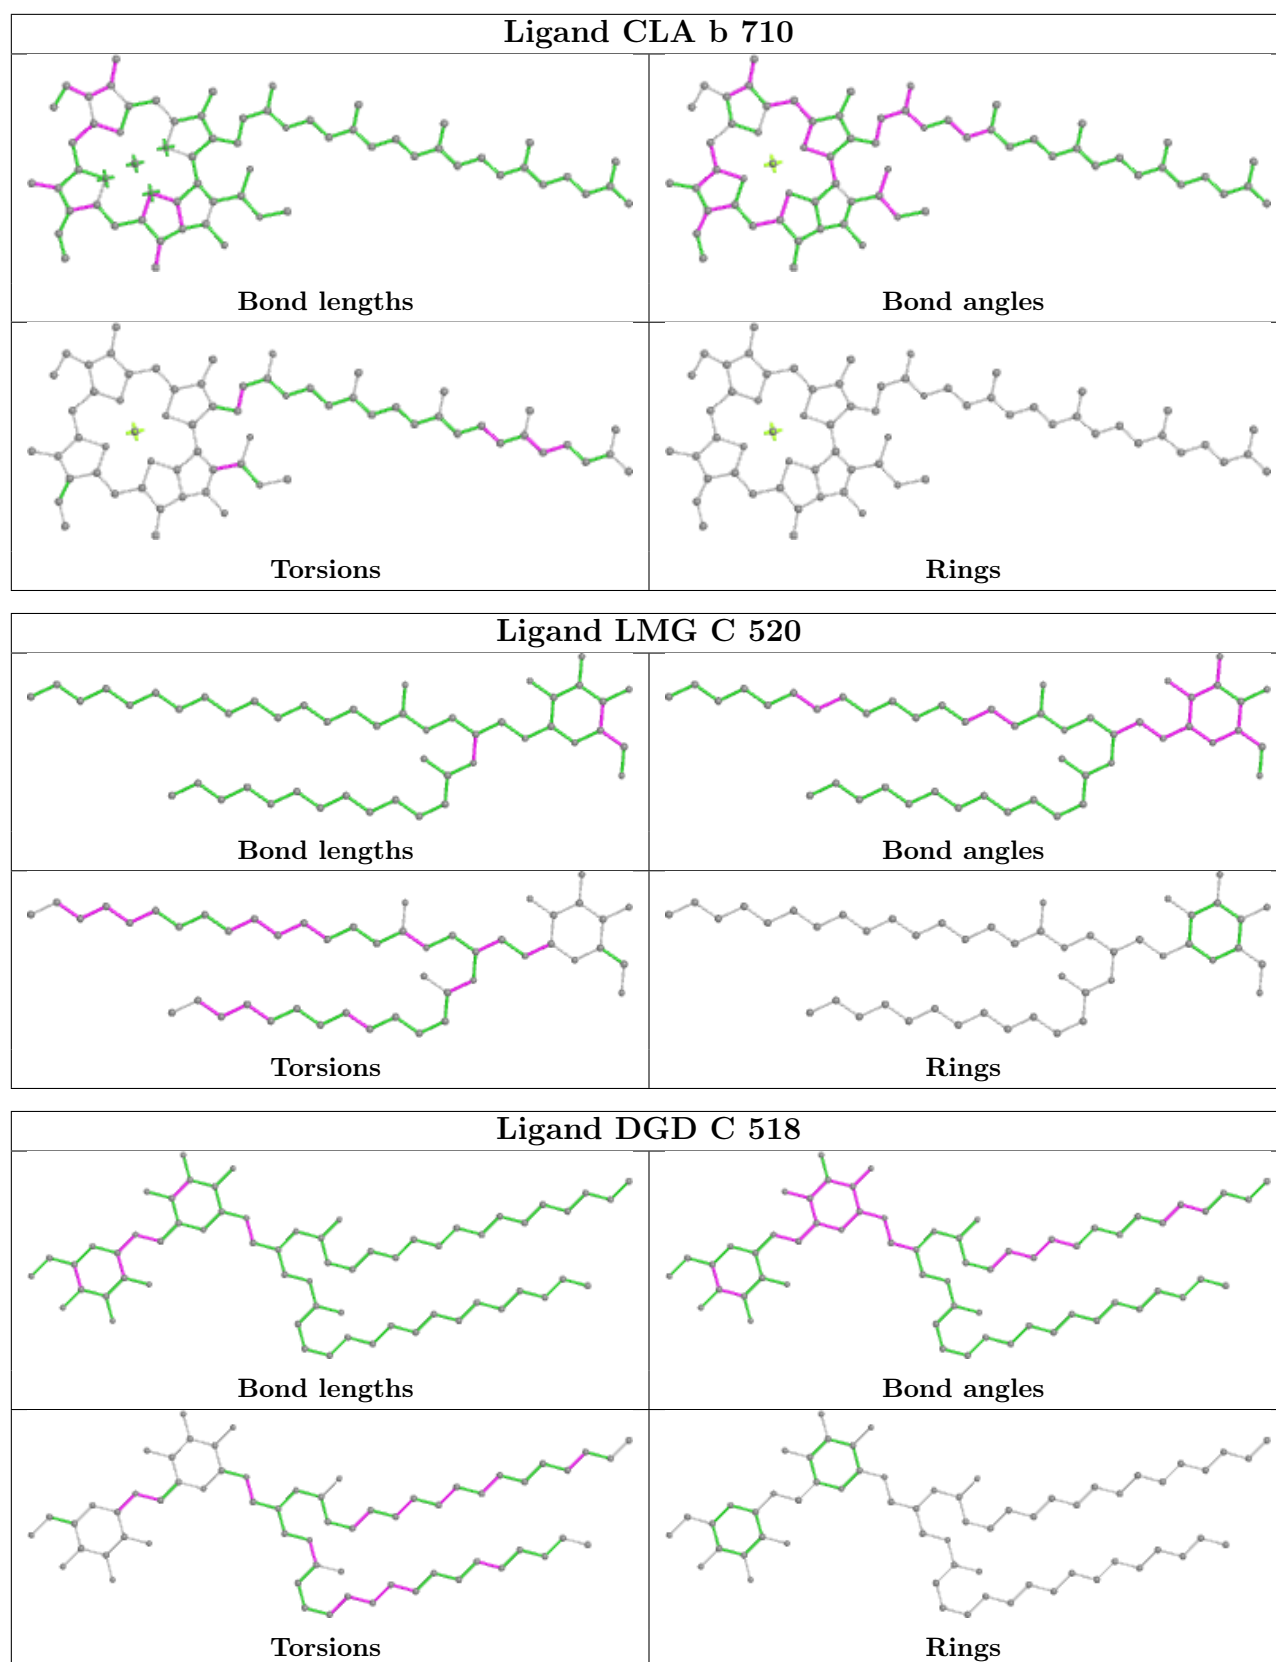 Ligand CLA b 710
Bond lengths
Bond angles
Torsions
Rings
Ligand LMG C 520
Bond lengths
Bond angles
Torsions
Rings
Ligand DGD C 518
Bond lengths
Bond angles
Torsions
Rings